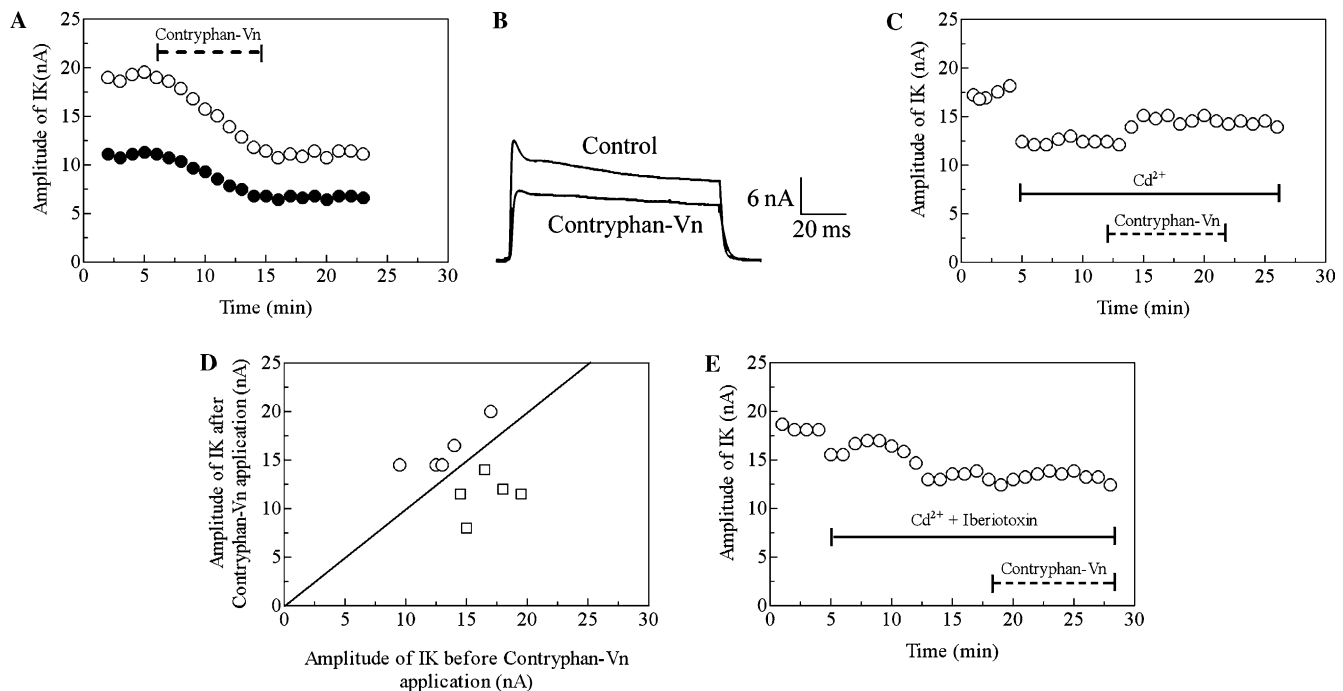 A
Amplitude of IK(nA)
25
20
15
10
5
0
Contryphan-Vn
0 5 10 15 20 25 30
Time (min)
B
Control
Contryphan-Vn
6 nA
20 ms
C
Amplitude of IK (nA)
25
20
15
10
5
0
Cd²⁺
Contryphan-Vn
0 5 10 15 20 25 30
Time (min)
D
Amplitude of IK after
Contryphan-Vn application (nA)
25
20
15
10
5
0
0 5 10 15 20 25 30
Amplitude of IK before Contryphan-Vn
application (nA)
E
Amplitude of IK (nA)
25
20
15
10
5
0
Cd²⁺ + Iberiotoxin
Contryphan-Vn
0 5 10 15 20 25 30
Time (min)